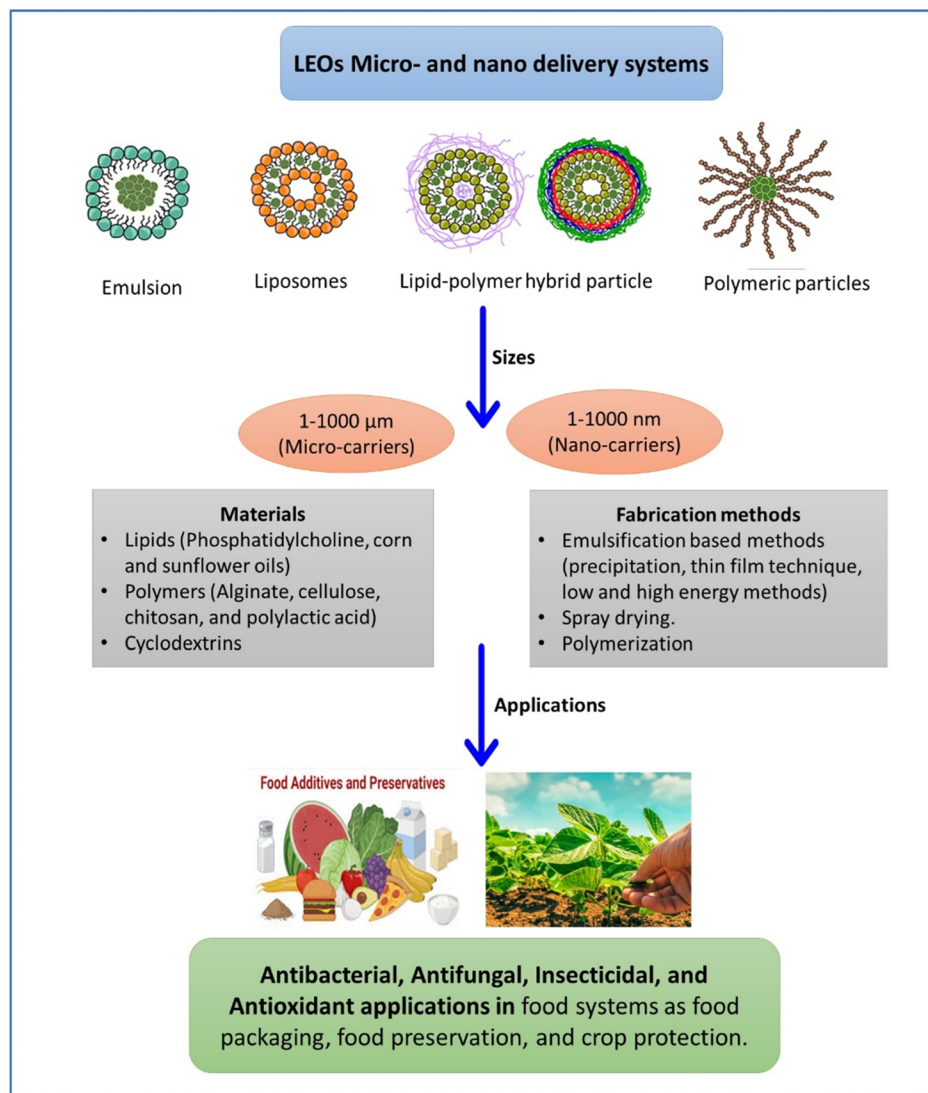 LEOs Micro- and nano delivery systems
Emulsion
Liposomes
Lipid-polymer hybrid particle
Polymeric particles
Sizes
1-1000 µm
(Micro-carriers)
1-1000 nm
(Nano-carriers)
Materials
• Lipids (Phosphatidylcholine, corn
and sunflower oils)
• Polymers (Alginate, cellulose,
chitosan, and polylactic acid)
• Cyclodextrins
Fabrication methods
• Emulsification based methods
(precipitation, thin film technique,
low and high energy methods)
• Spray drying.
• Polymerization
Applications
Food Additives and Preservatives
Antibacterial, Antifungal, Insecticidal, and
Antioxidant applications in food systems as food
packaging, food preservation, and crop protection.